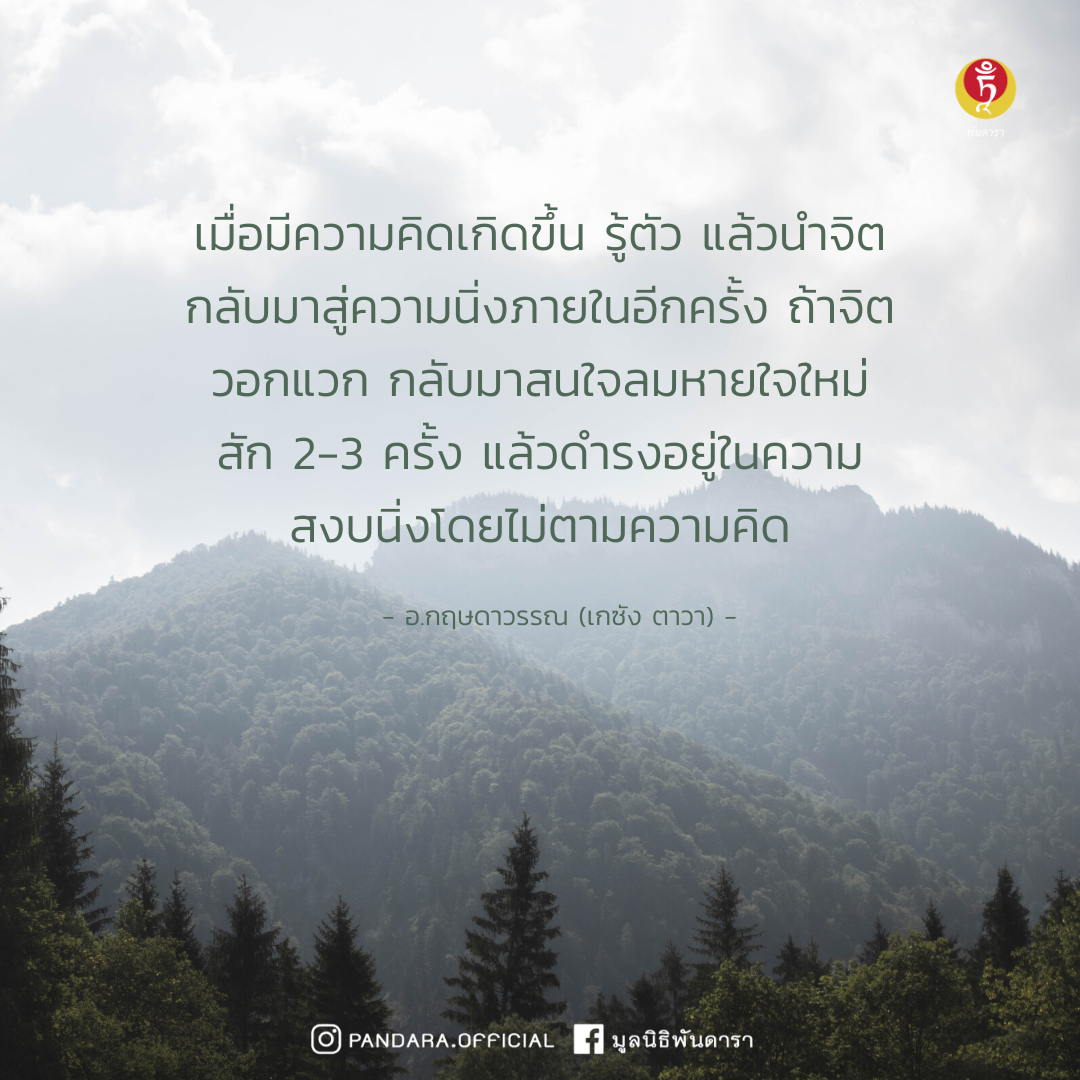 พันดารา
เมื่อมีความคิดเกิดขึ้น รู้ตัว แล้วนำจิต
กลับมาสู่ความนิ่งภายในอีกครั้ง ถ้าจิต
วอกแวก กลับมาสนใจลมหายใจใหม่
สัก 2-3 ครั้ง แล้วดำรงอยู่ในความ
สงบนิ่งโดยไม่ตามความคิด
- อ.กฤษดาวรรณ (เกซัง ตาวา) -
PANDARA.OFFICIAL มูลนิธิพันดารา